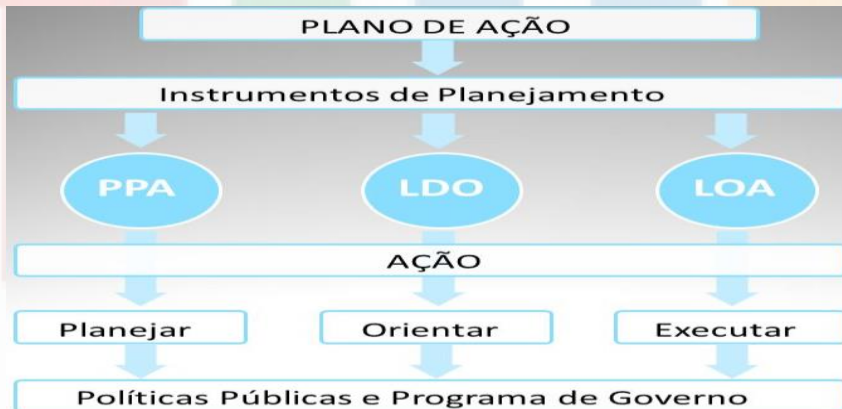 PLANO DE AÇÃO
Instrumentos de Planejamento
PPA LDO LOA
AÇÃO
Planejar Orientar Executar
Políticas Públicas e Programa de Governo